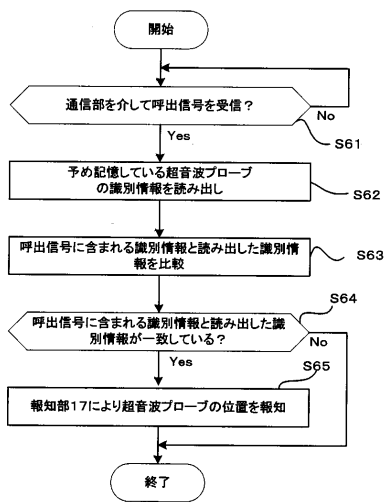 開始
通信部を介して呼出信号を受信？
No
Yes
S61
予め記憶している超音波プローブ
の識別情報を読み出し
S62
呼出信号に含まれる識別情報と読み出した識別情
報を比較
S63
S64
呼出信号に含まれる識別情報と読み出した識
別情報が一致している？
No
Yes
S65
報知部１７により超音波プローブの位置を報知
終了